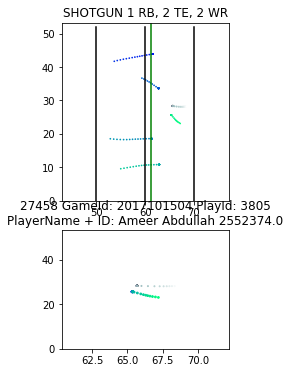 SHOTGUN 1 RB, 2 TE, 2 WR
50
40
30
20
10
0
50 60 70
27458 GameId: 2017101504 PlayId: 3805
PlayerName + ID: Ameer Abdullah 2552374.0
40
20
0
62.5 65.0 67.5 70.0